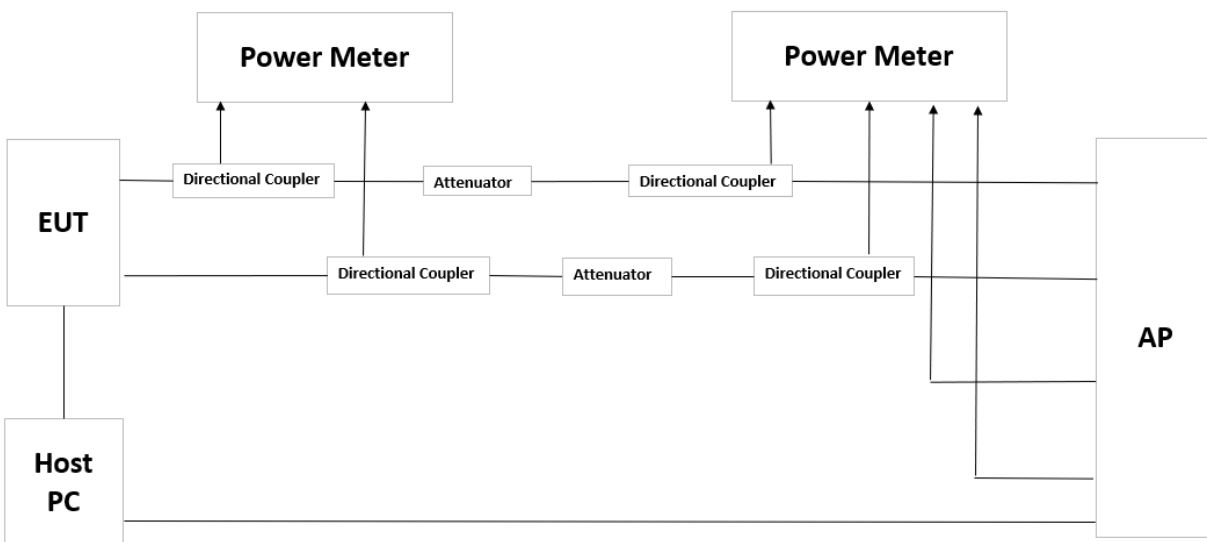 Power Meter
Power Meter
Directional Coupler
Attenuator
Directional Coupler
EUT
Directional Coupler
Attenuator
Directional Coupler
AP
Host
PC